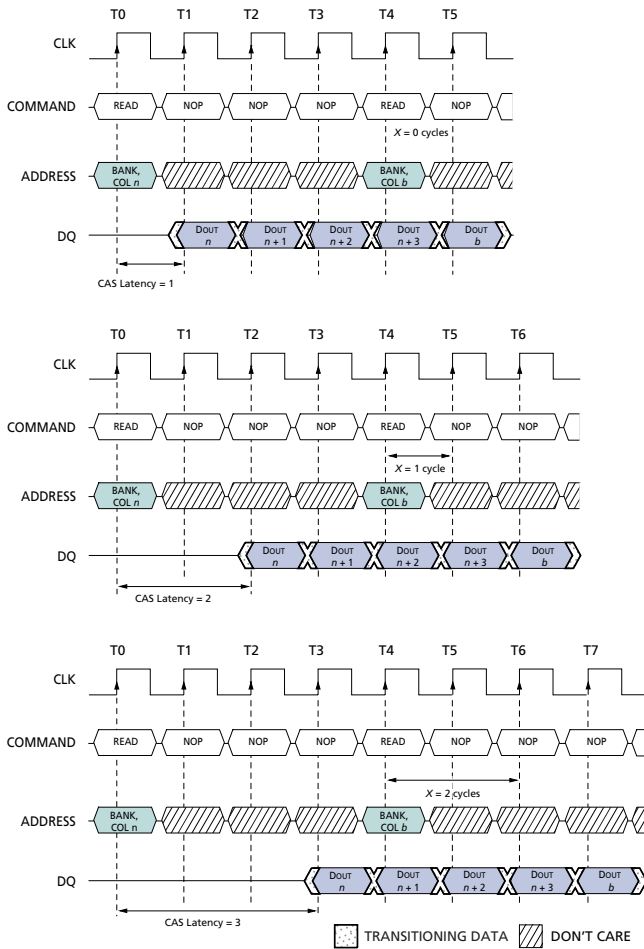 T0 T1 T2 T3 T4 T5
CLK
COMMAND READ NOP NOP NOP READ NOP
X = 0 cycles
ADDRESS BANK, COL n BANK, COL b
DQ DOUT n DOUT n + 1 DOUT n + 2 DOUT n + 3 DOUT b
CAS Latency = 1
T0 T1 T2 T3 T4 T5 T6
CLK
COMMAND READ NOP NOP NOP READ NOP NOP
X = 1 cycle
ADDRESS BANK, COL n BANK, COL b
DQ DOUT n DOUT n + 1 DOUT n + 2 DOUT n + 3 DOUT b
CAS Latency = 2
T0 T1 T2 T3 T4 T5 T6 T7
CLK
COMMAND READ NOP NOP NOP READ NOP NOP NOP
X = 2 cycles
ADDRESS BANK, COL n BANK, COL b
DQ DOUT n DOUT n + 1 DOUT n + 2 DOUT n + 3 DOUT b
CAS Latency = 3
TRANSITIONING DATA DON'T CARE